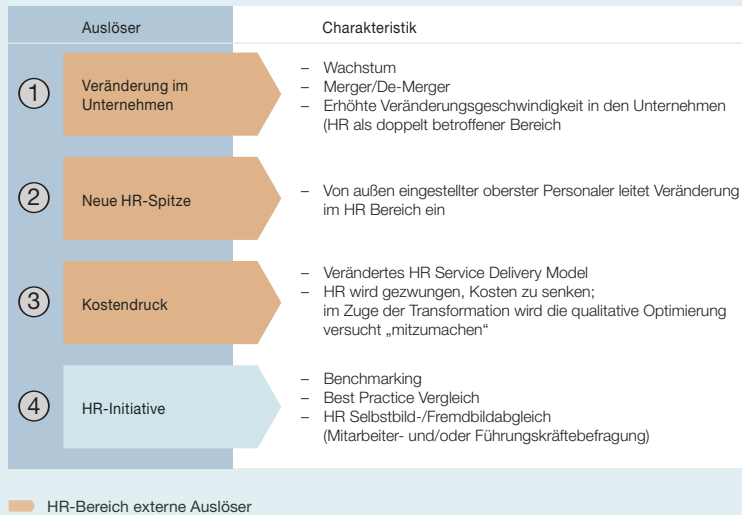 Auslöser
Charakteristik
1
Veränderung im
Unternehmen
– Wachstum
– Merger/De-Merger
– Erhöhte Veränderungsgeschwindigkeit in den Unternehmen
(HR als doppelt betroffener Bereich
2
Neue HR-Spitze
– Von außen eingestellter oberster Personaler leitet Veränderung
im HR Bereich ein
3
Kostendruck
– Verändertes HR Service Delivery Model
– HR wird gezwungen, Kosten zu senken;
im Zuge der Transformation wird die qualitative Optimierung
versucht „mitzumachen“
4
HR-Initiative
– Benchmarking
– Best Practice Vergleich
– HR Selbstbild-/Fremdbildabgleich
(Mitarbeiter- und/oder Führungskräftebefragung)
HR-Bereich externe Auslöser